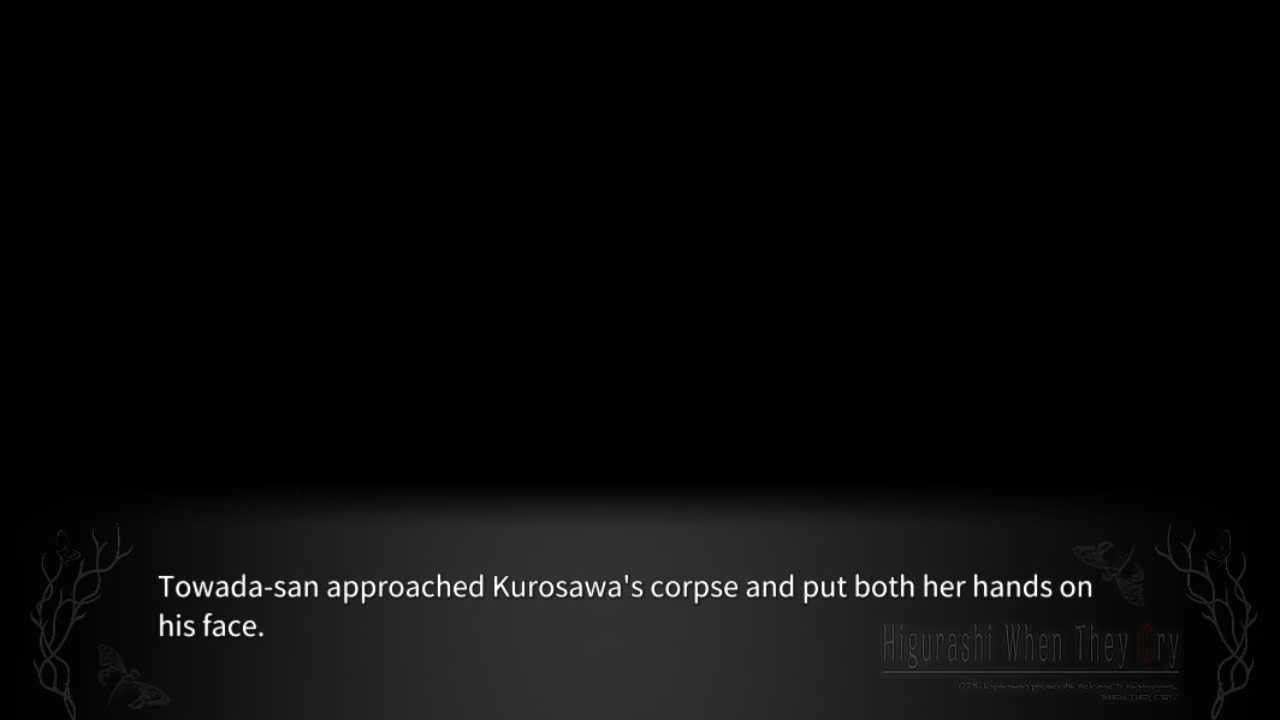 Towada-san approached Kurosawa's corpse and put both her hands on
his face.
Higurashi When They Cry